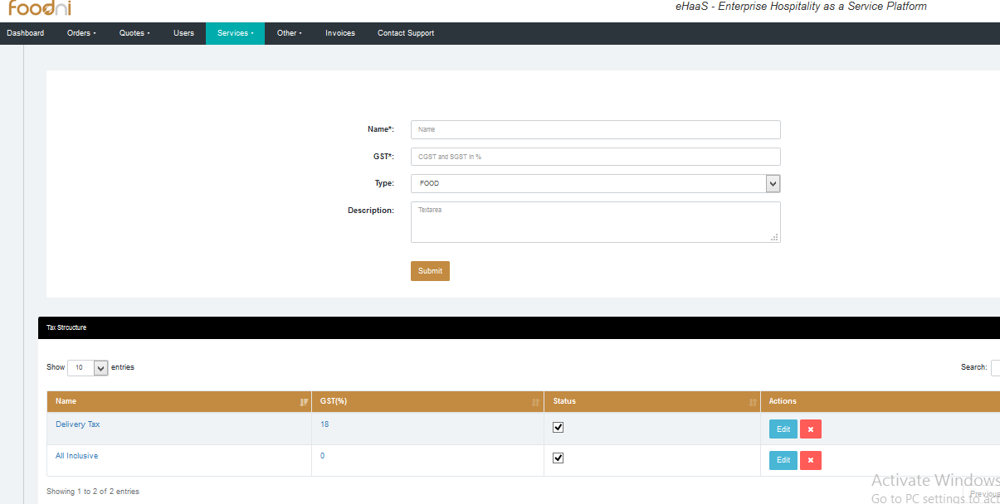 foodni
eHaaS - Enterprise Hospitality as a Service Platform
Dashboard Orders Quotes Users Services Other Invoices Contact Support
Name*: Name
GST*: CGST and SGST in %
Type: FOOD
Description: Textarea
Submit
Tax Strcucture
Show 10 entries Search:
Name GST(%) Status Actions
Delivery Tax 18 Edit
All Inclusive 0 Edit
Activate Windows
Showing 1 to 2 of 2 entries Previous
Go to PC settings to act